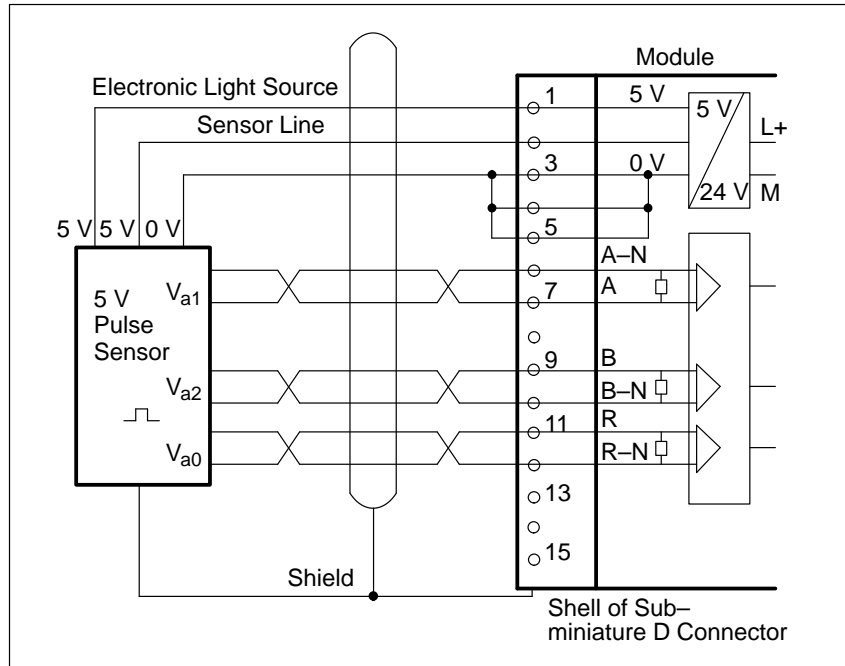 Module
Electronic Light Source
1
5 V
5 V
L+
Sensor Line
3
0 V
24 V
M
5 V 5 V 0 V
5
A–N
Va1
7
A
5 V
Pulse
Sensor
9
B
Va2
B–N
11
R
Va0
R–N
13
15
Shield
Shell of Sub–
miniature D Connector